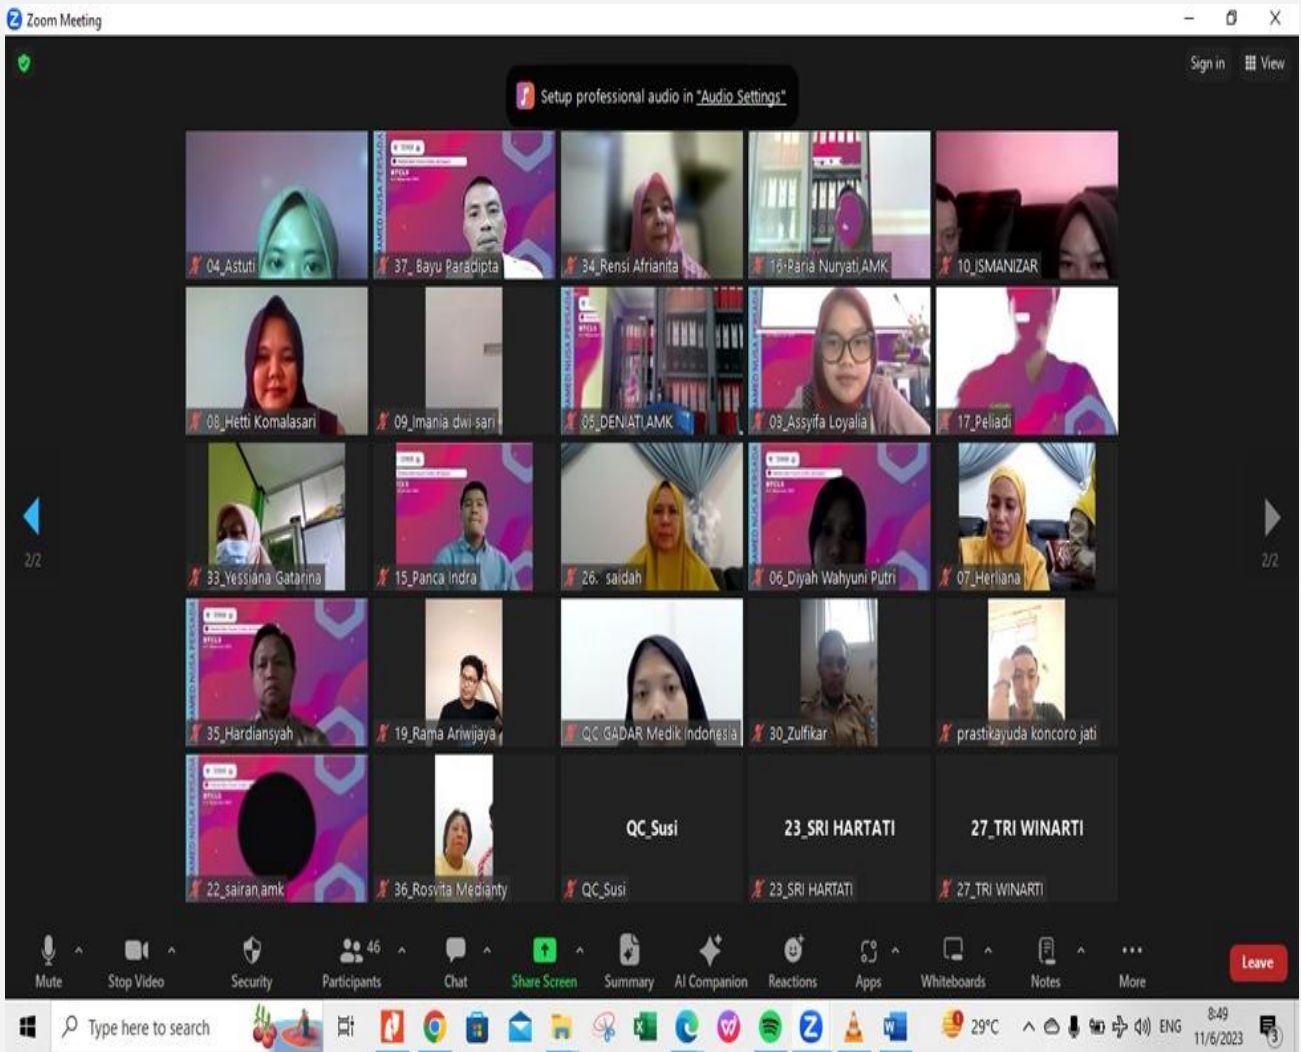 Zoom Meeting
Sign in
View
Setup professional audio in "Audio Settings"
04_Astuti
37_ Bayu Paradipta
34_Rensi Afrianita
16-Paria Nuryati,AMK
10_ISMANIZAR
08_Hetti Komalasari
09_Imania dwi sari
05_DENIATI,AMK
03_Assyifa Loyalia
17_Peliadi
33_Yessiana Gatarina
15_Panca Indra
26. saidah
06_Diyah Wahyuni Putri
07_Herliana
2/2
2/2
35_Hardiansyah
19_Rama Ariwijaya
QC GADAR Medik Indonesia
30_Zulfikar
prastikayuda koncoro jati
QC_Susi
23_SRI HARTATI
27_TRI WINARTI
22_sairan,amk
36_Rosvita Medianty
QC_Susi
23_SRI HARTATI
27_TRI WINARTI
46
Mute
Stop Video
Security
Participants
Chat
Share Screen
Summary
AI Companion
Reactions
Apps
Whiteboards
Notes
More
Leave
Type here to search
29°C
ENG
8:49
11/6/2023
3